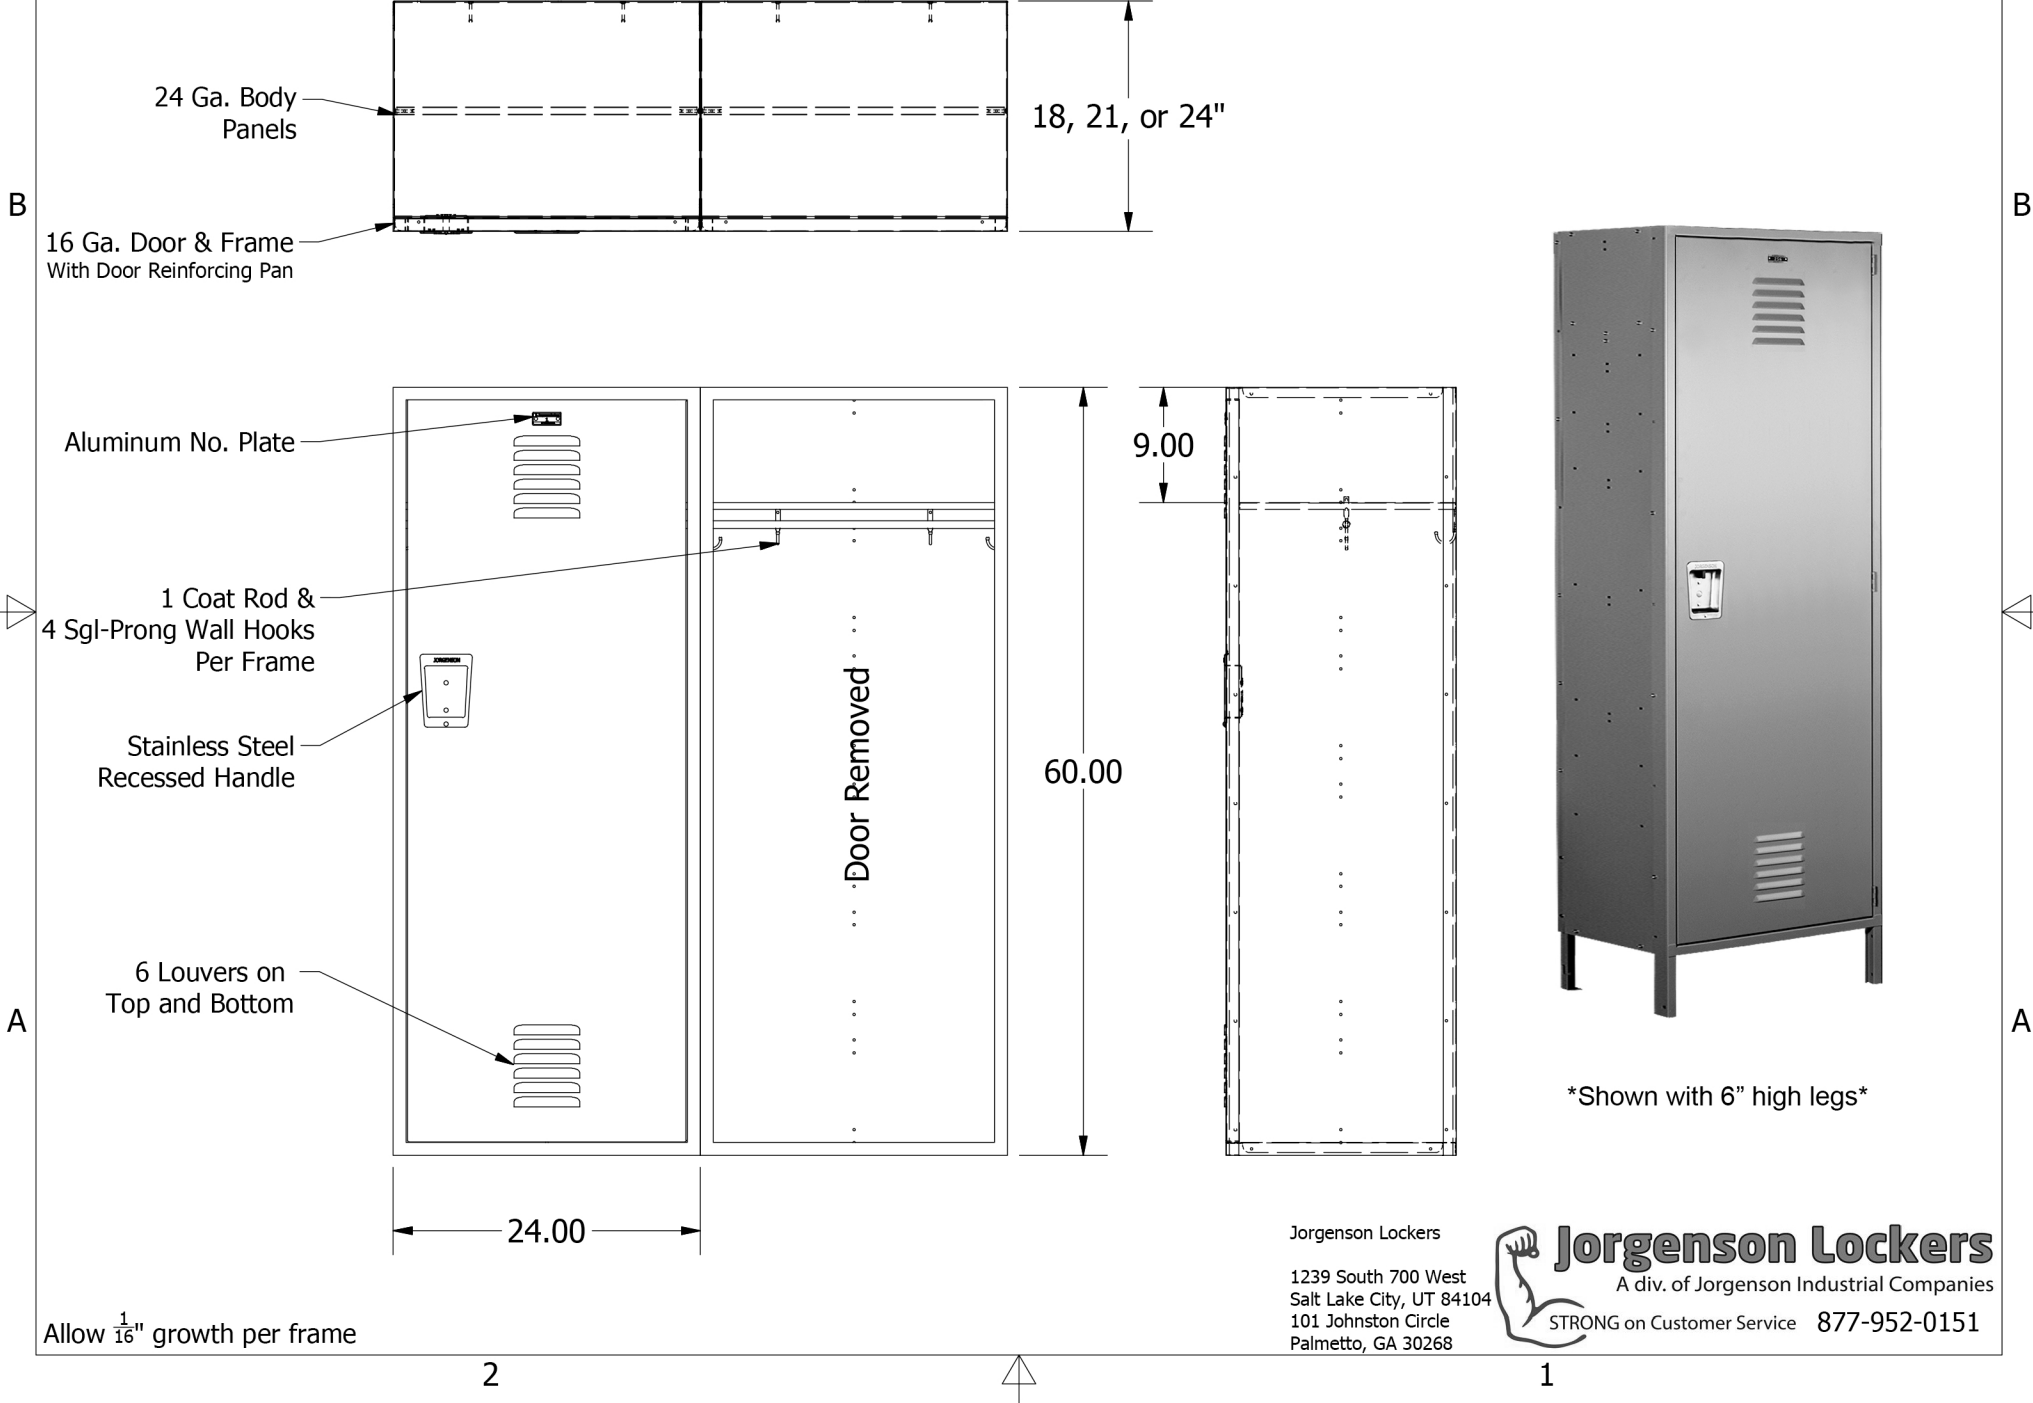 24 Ga. Body
Panels
18, 21, or 24"
B
B
16 Ga. Door & Frame
With Door Reinforcing Pan
Aluminum No. Plate
9.00
1 Coat Rod &
4 Sgl-Prong Wall Hooks
Per Frame
JORGENSON
Door Removed
Stainless Steel
Recessed Handle
60.00
6 Louvers on
Top and Bottom
A
A
*Shown with 6” high legs*
24.00
Jorgenson Lockers
1239 South 700 West
Salt Lake City, UT 84104
101 Johnston Circle
Palmetto, GA 30268
Jorgenson Lockers
A div. of Jorgenson Industrial Companies
STRONG on Customer Service 877-952-0151
Allow 1/16" growth per frame
2
1